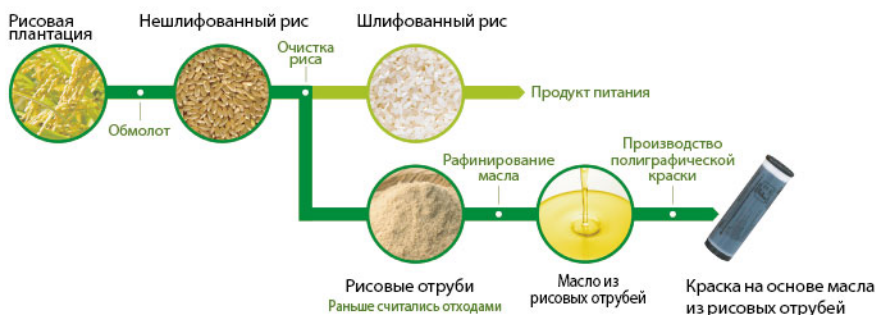 Рисовая
плантация
Нешлифованный рис
Шлифованный рис
Очистка
риса
Обмолот
Продукт питания
Рафинирование
масла
Производство
полиграфической
краски
Рисовые отруби
Раньше считались отходами
Масло из
рисовых отрубей
Краска на основе масла
из рисовых отрубей